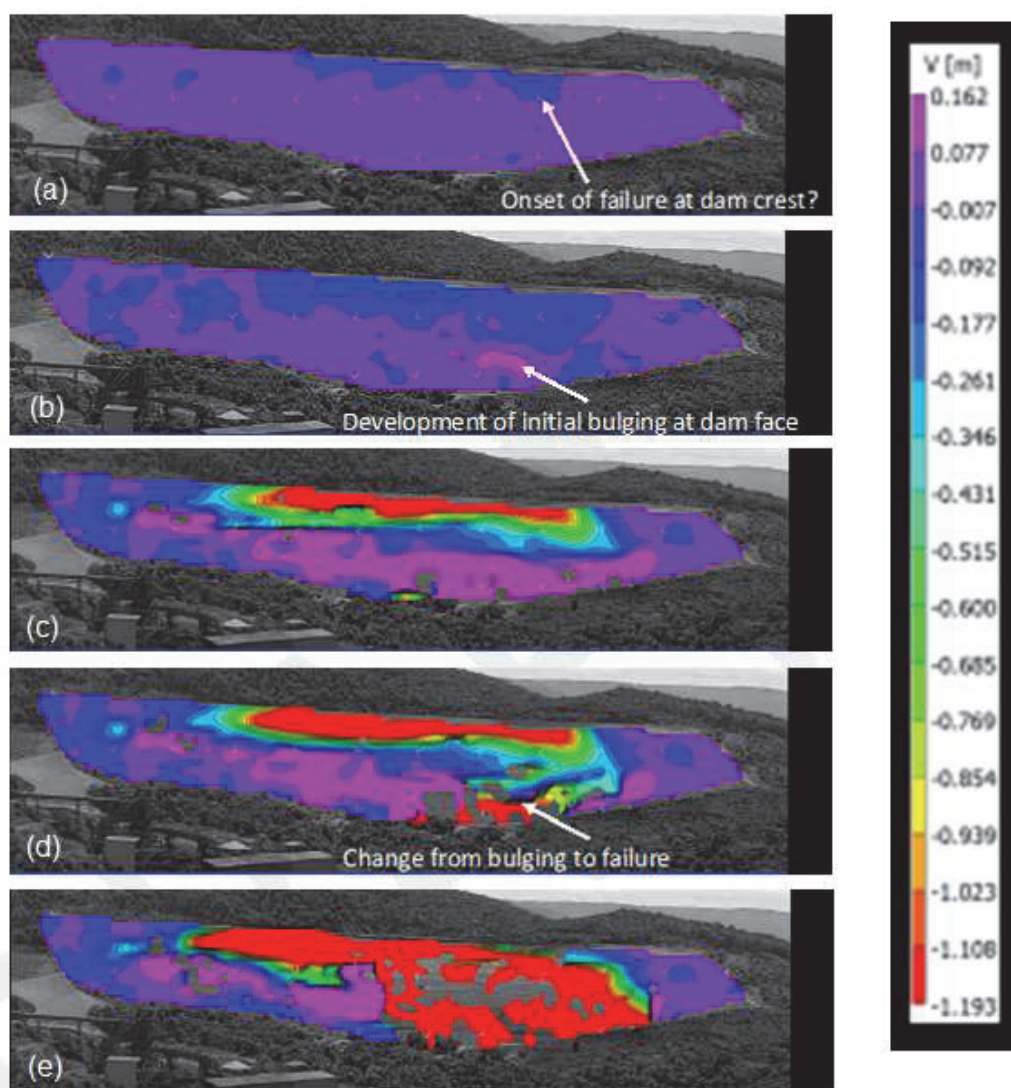 (a)
Onset of failure at dam crest?
(b)
Development of initial bulging at dam face
(c)
(d)
Change from bulging to failure
(e)
V [m]
0.162
0.077
-0.007
-0.092
-0.177
-0.261
-0.346
-0.431
-0.515
-0.600
-0.685
-0.769
-0.854
-0.939
-1.023
-1.108
-1.193